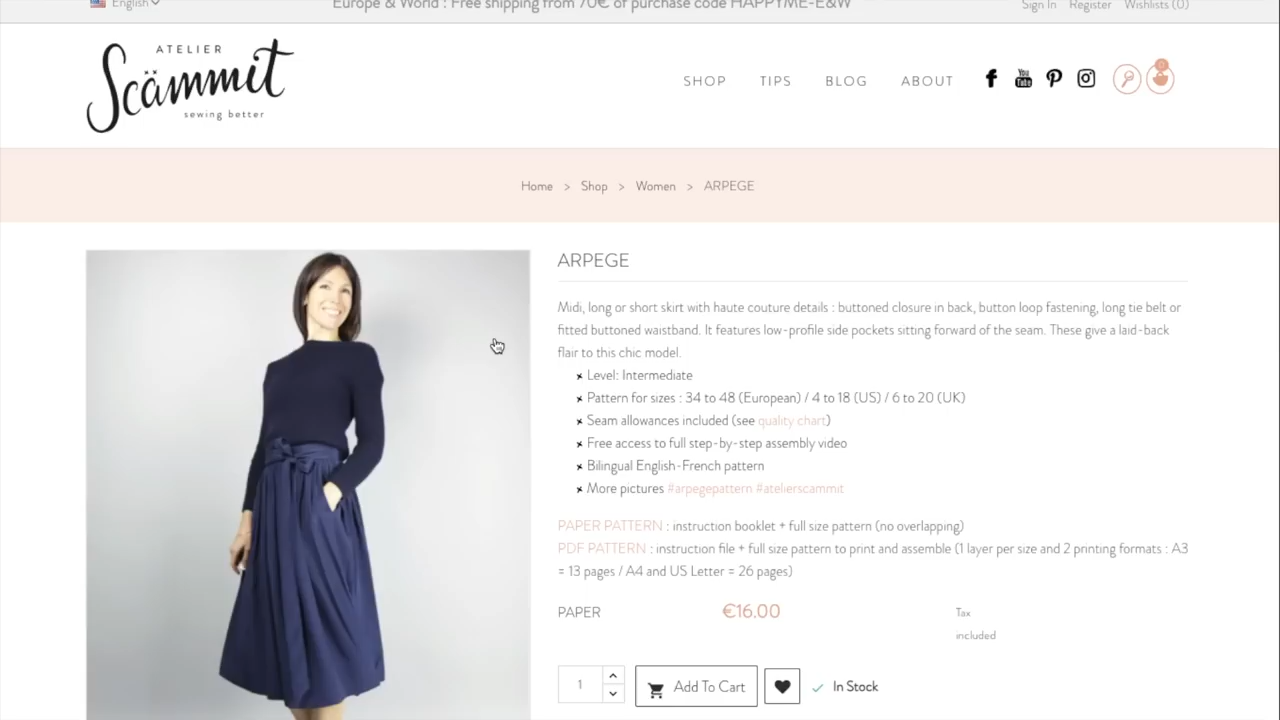 English
Europe & World : Free shipping from 70€ of purchase code HAPPYME-E&W
Sign In Register Wishlists (0)
ATELIER
Scämmit
sewing better
SHOP TIPS BLOG ABOUT
You Tube
Home > Shop > Women > ARPEGE
ARPEGE
Midi, long or short skirt with haute couture details : buttoned closure in back, button loop fastening, long tie belt or
fitted buttoned waistband. It features low-profile side pockets sitting forward of the seam. These give a laid-back
flair to this chic model.
Level: Intermediate
Pattern for sizes : 34 to 48 (European) / 4 to 18 (US) / 6 to 20 (UK)
Seam allowances included (see quality chart)
Free access to full step-by-step assembly video
Bilingual English-French pattern
More pictures #arpegepattern #atelierscammit
PAPER PATTERN : instruction booklet + full size pattern (no overlapping)
PDF PATTERN : instruction file + full size pattern to print and assemble (1 layer per size and 2 printing formats : A3
= 13 pages / A4 and US Letter = 26 pages)
PAPER €16.00 Tax
included
1 Add To Cart In Stock